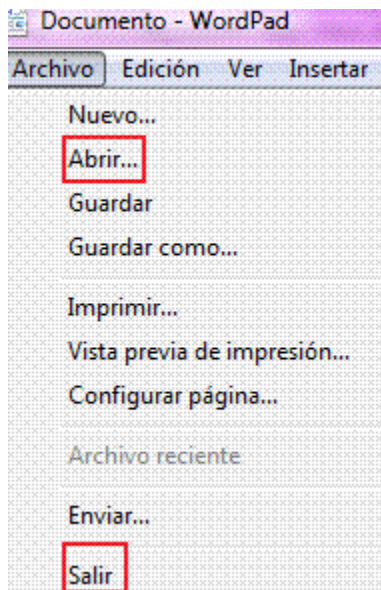 Documento - WordPad
Archivo Edición Ver Insertar
Nuevo...
Abrir...
Guardar
Guardar como...
Imprimir...
Vista previa de impresión...
Configurar página...
Archivo reciente
Enviar...
Salir